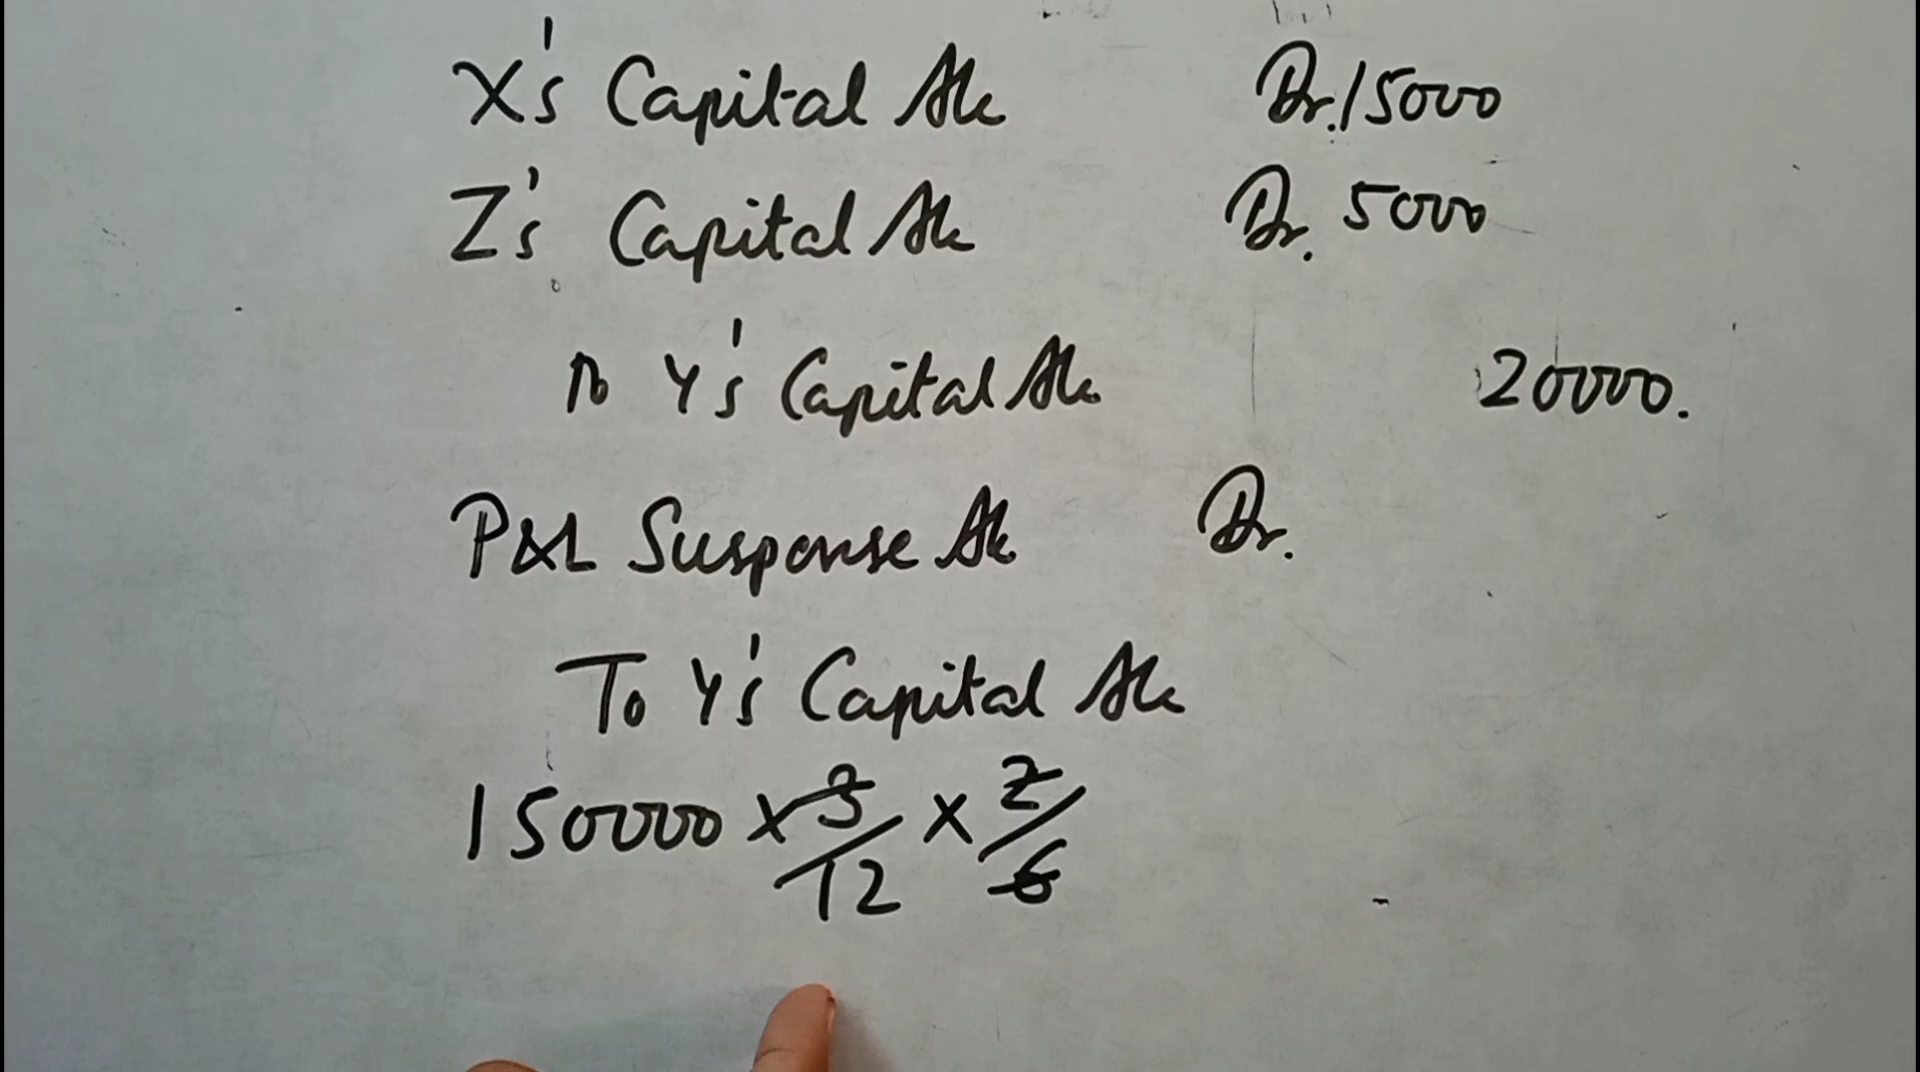 X's Capital A/c Dr. 15000
Z's Capital A/c Dr. 5000
To Y's Capital A/c 20000.
P&L Suspense A/c Dr.
To Y's Capital A/c
150000 × 3/12 × 2/6